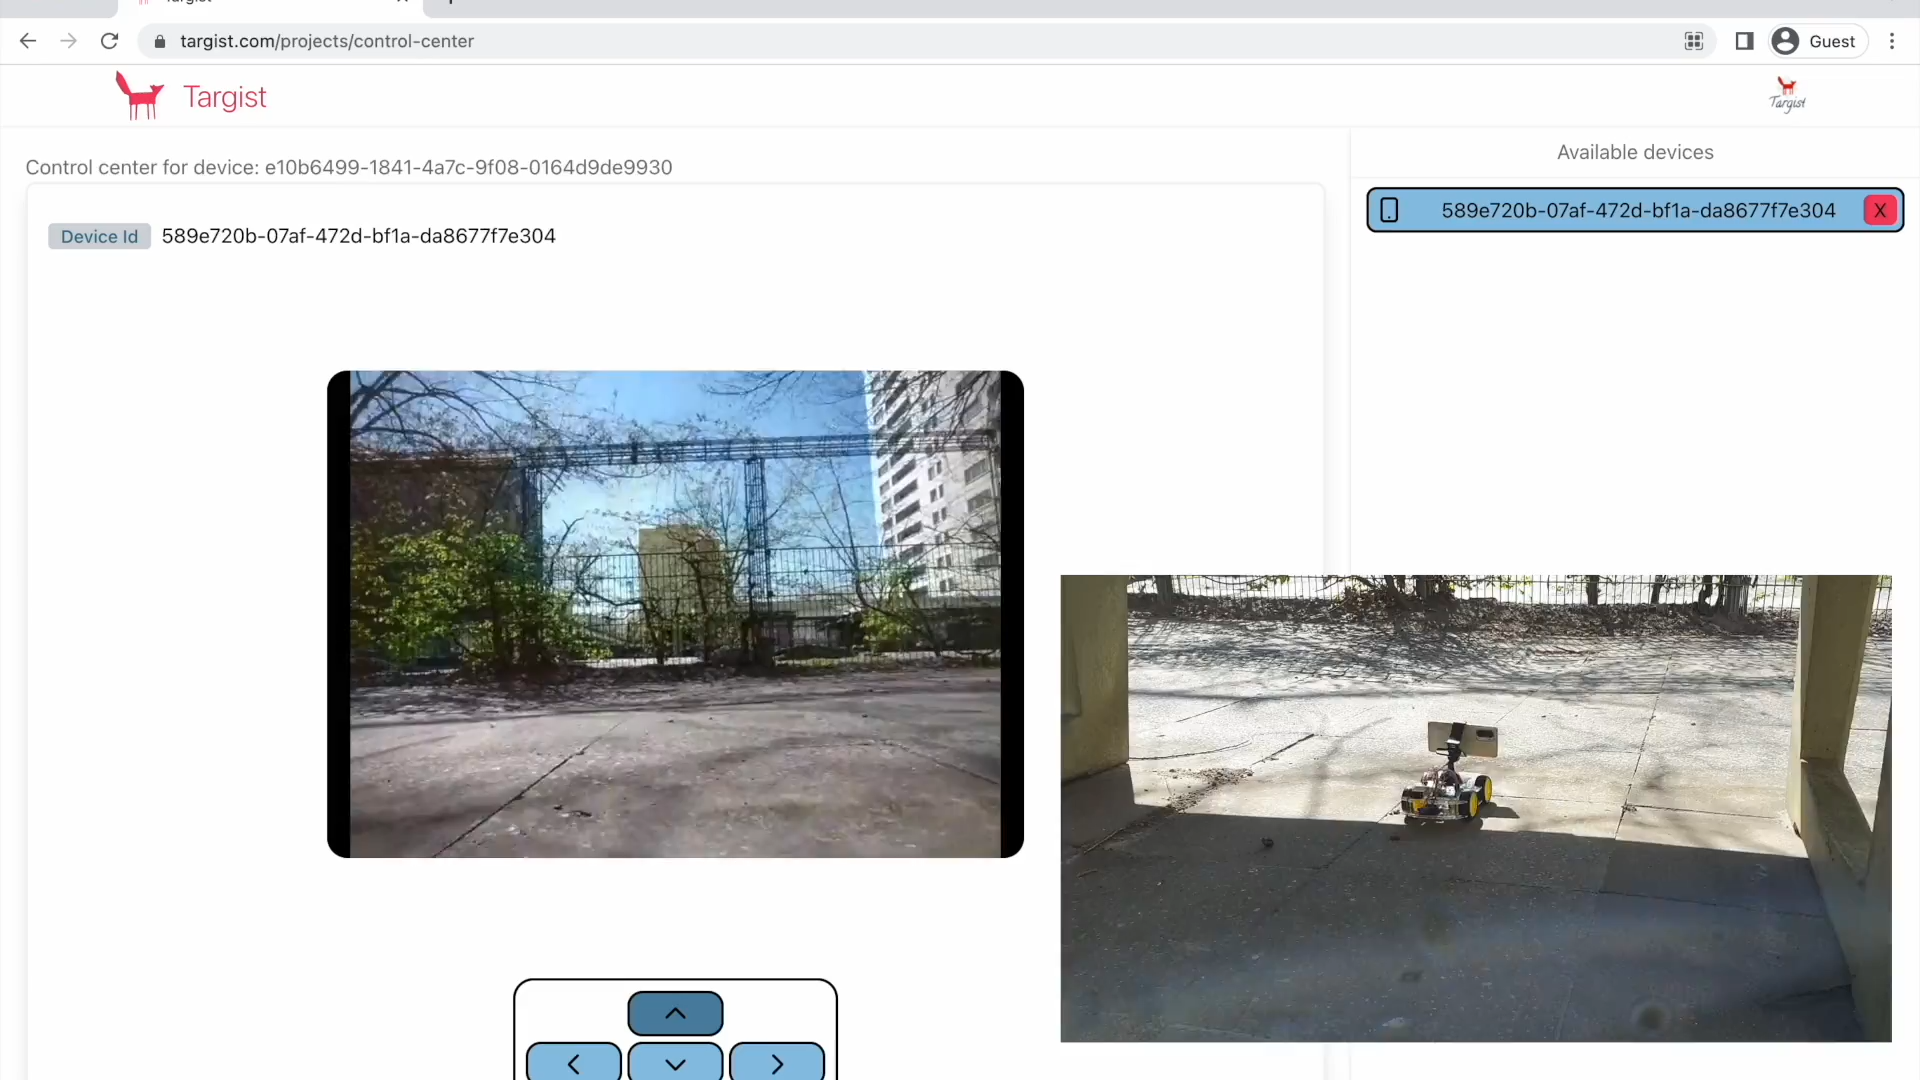 targist.com/projects/control-center
Guest
Targist
Targist
Control center for device: e10b6499-1841-4a7c-9f08-0164d9de9930
Available devices
589e720b-07af-472d-bf1a-da8677f7e304
X
Device Id
589e720b-07af-472d-bf1a-da8677f7e304